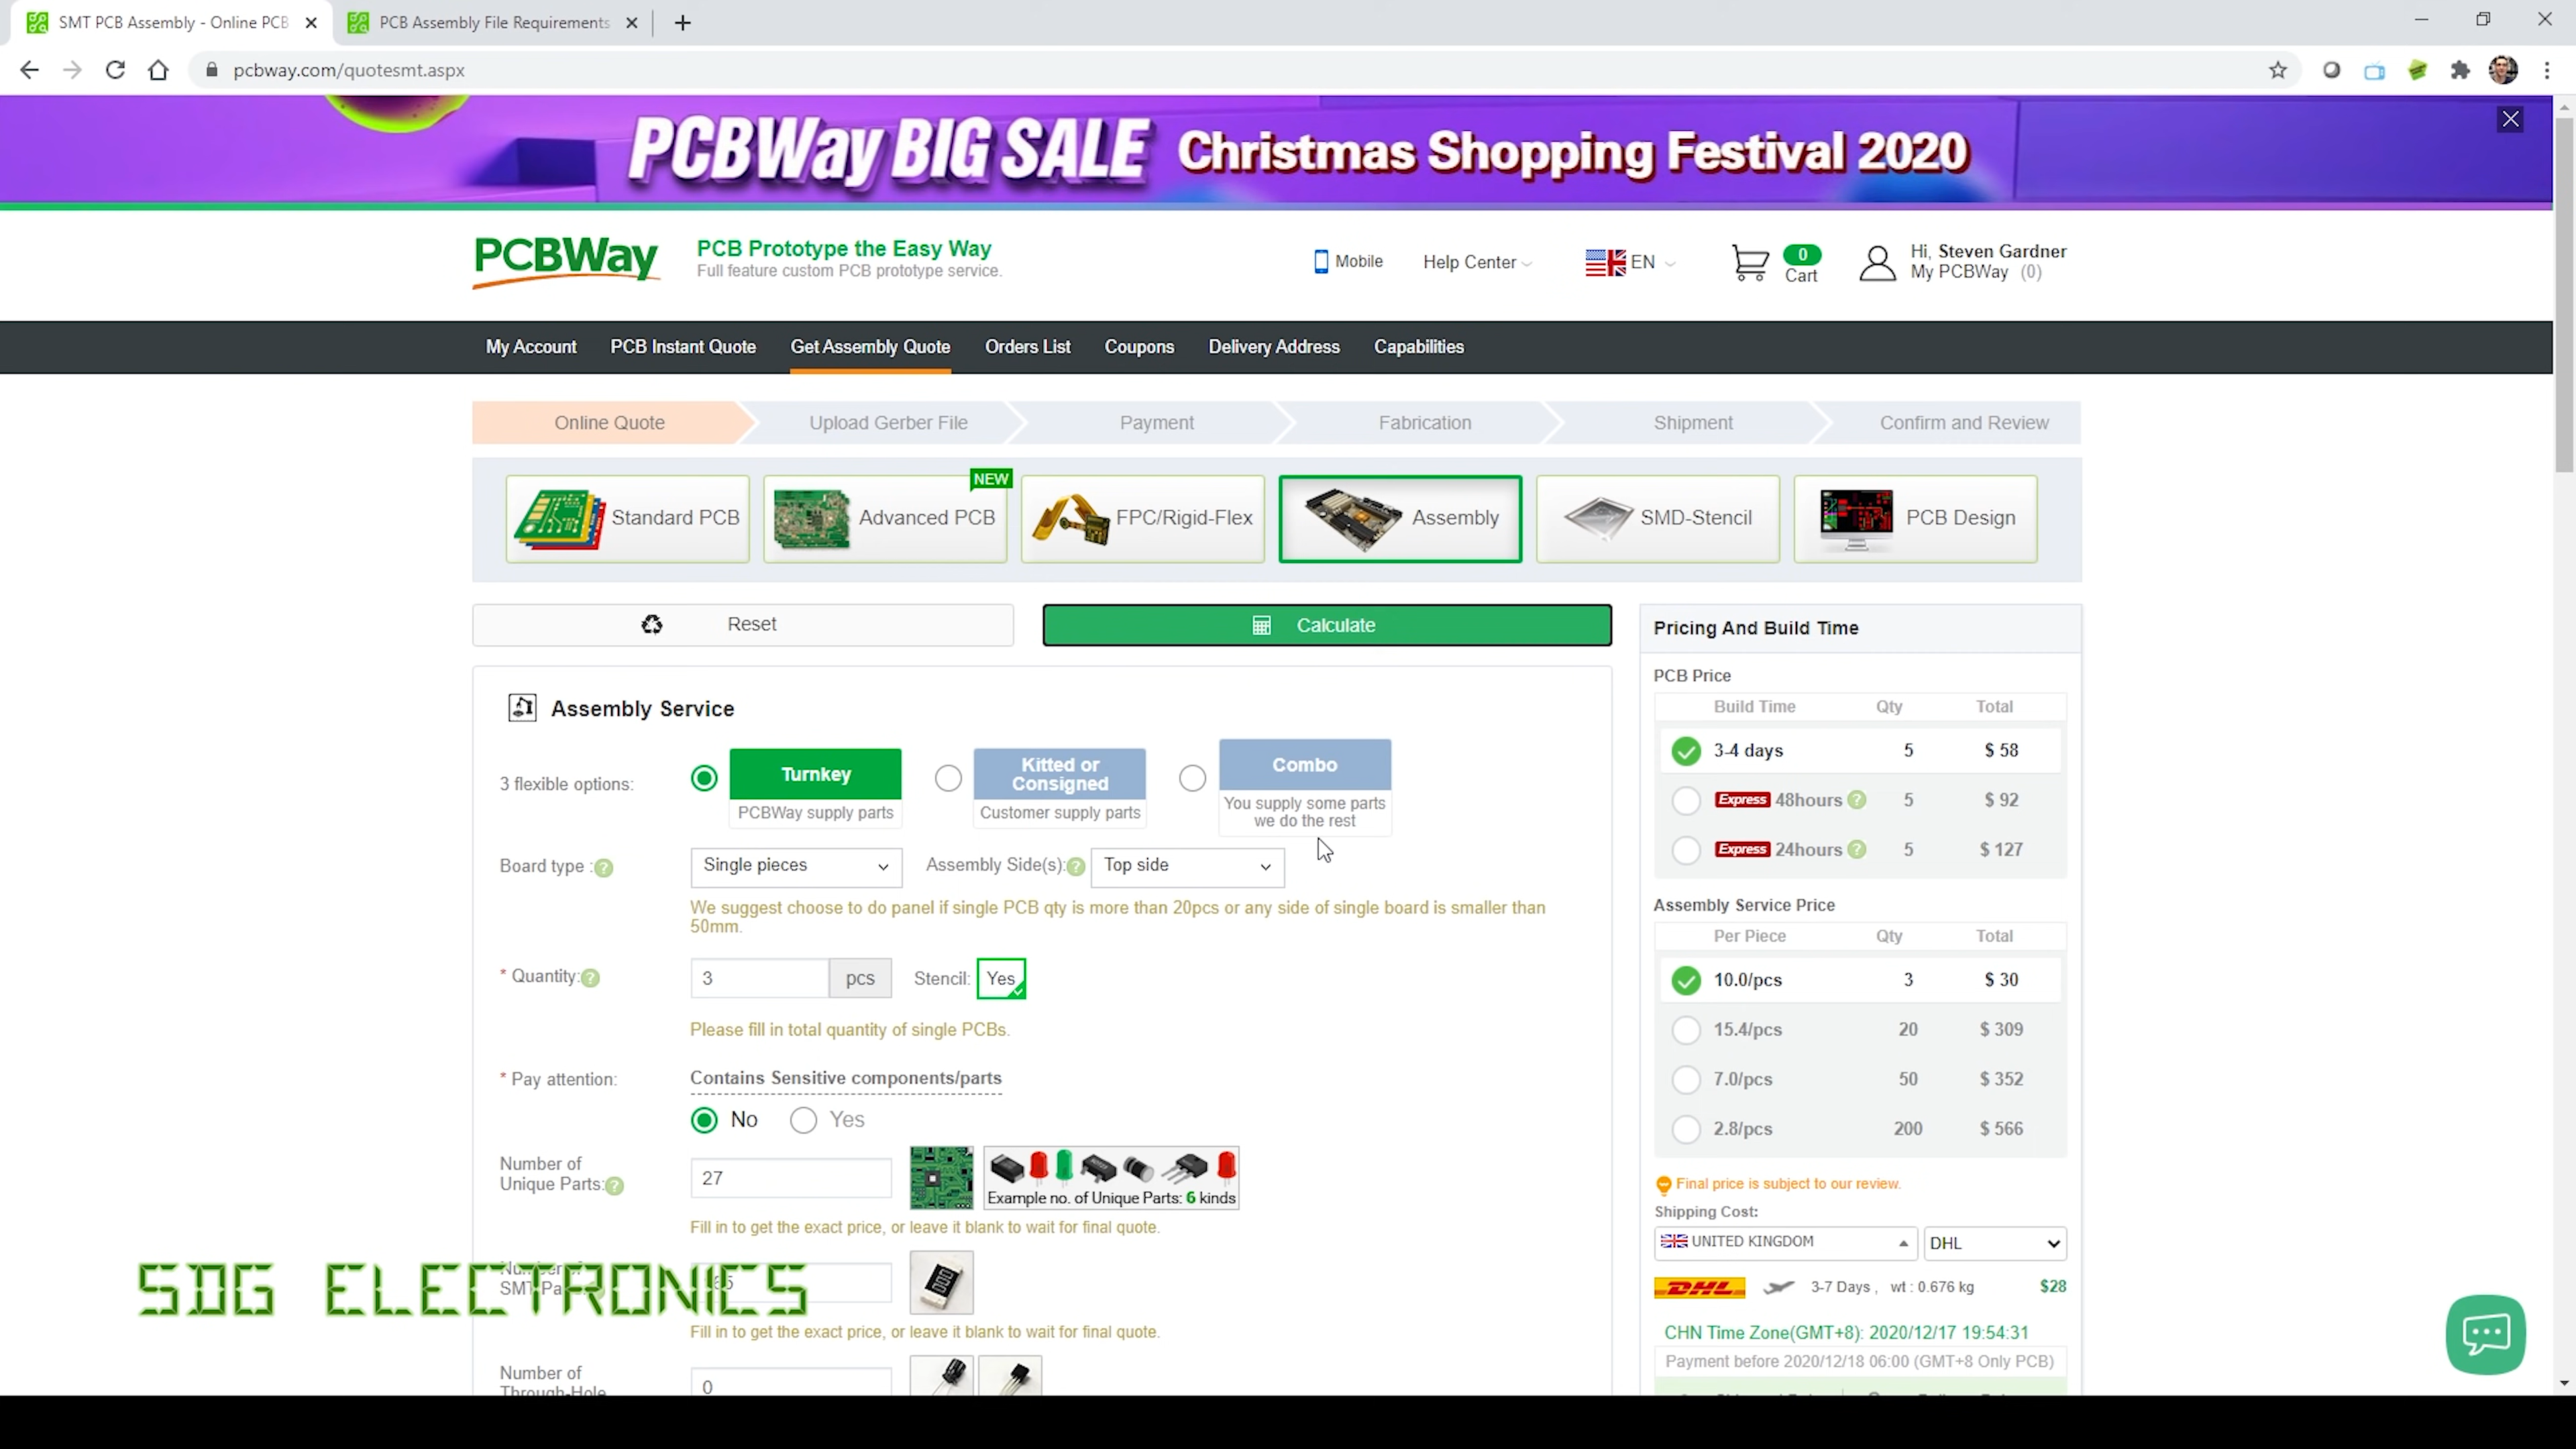 SMT PCB Assembly - Online PCB
PCB Assembly File Requirements
pcbway.com/quotesmt.aspx
PCBWay BIG SALE Christmas Shopping Festival 2020
PCBWay
PCB Prototype the Easy Way
Full feature custom PCB prototype service.
Mobile
Help Center
EN
0
Cart
Hi, Steven Gardner
My PCBWay (0)
My Account PCB Instant Quote Get Assembly Quote Orders List Coupons Delivery Address Capabilities
Online Quote Upload Gerber File Payment Fabrication Shipment Confirm and Review
NEW
Standard PCB Advanced PCB FPC/Rigid-Flex Assembly SMD-Stencil PCB Design
Reset
Calculate
Assembly Service
3 flexible options:
Turnkey
PCBWay supply parts
Kitted or
Consigned
Customer supply parts
Combo
You supply some parts
we do the rest
Board type :? Single pieces Assembly Side(s):? Top side
We suggest choose to do panel if single PCB qty is more than 20pcs or any side of single board is smaller than
50mm.
* Quantity:? 3 pcs Stencil: Yes
Please fill in total quantity of single PCBs.
* Pay attention: Contains Sensitive components/parts
No Yes
Number of
Unique Parts:? 27
Example no. of Unique Parts: 6 kinds
Fill in to get the exact price, or leave it blank to wait for final quote.
Number of
SMT Pa
SDG ELECTRONICS
Fill in to get the exact price, or leave it blank to wait for final quote.
Number of
Through-Hole 0
Pricing And Build Time
PCB Price
Build Time Qty Total
3-4 days 5 $ 58
Express 48hours ? 5 $ 92
Express 24hours ? 5 $ 127
Assembly Service Price
Per Piece Qty Total
10.0/pcs 3 $ 30
15.4/pcs 20 $ 309
7.0/pcs 50 $ 352
2.8/pcs 200 $ 566
Final price is subject to our review.
Shipping Cost:
UNITED KINGDOM DHL
DHL 3-7 Days , wt : 0.676 kg $28
CHN Time Zone(GMT+8): 2020/12/17 19:54:31
Payment before 2020/12/18 06:00 (GMT+8 Only PCB)